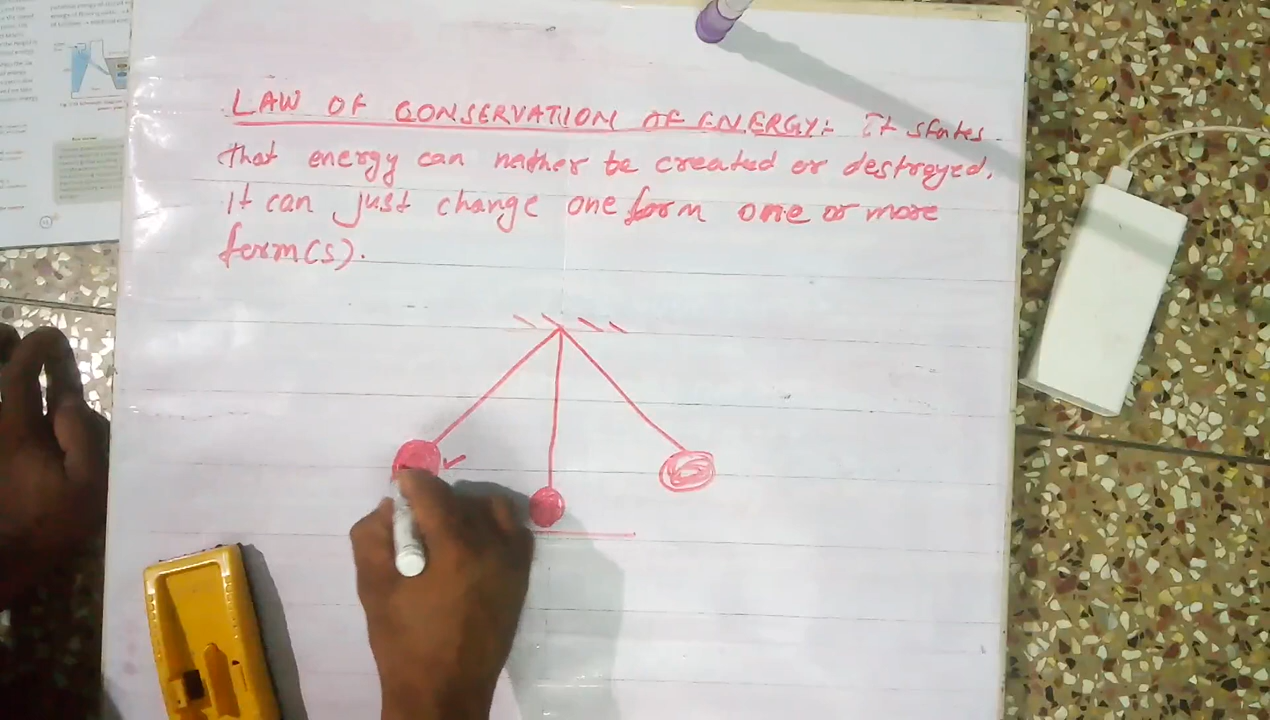 LAW OF CONSERVATION OF ENERGY: It states
that energy can neither be created or destroyed.
It can just change one form one or more
form(s).